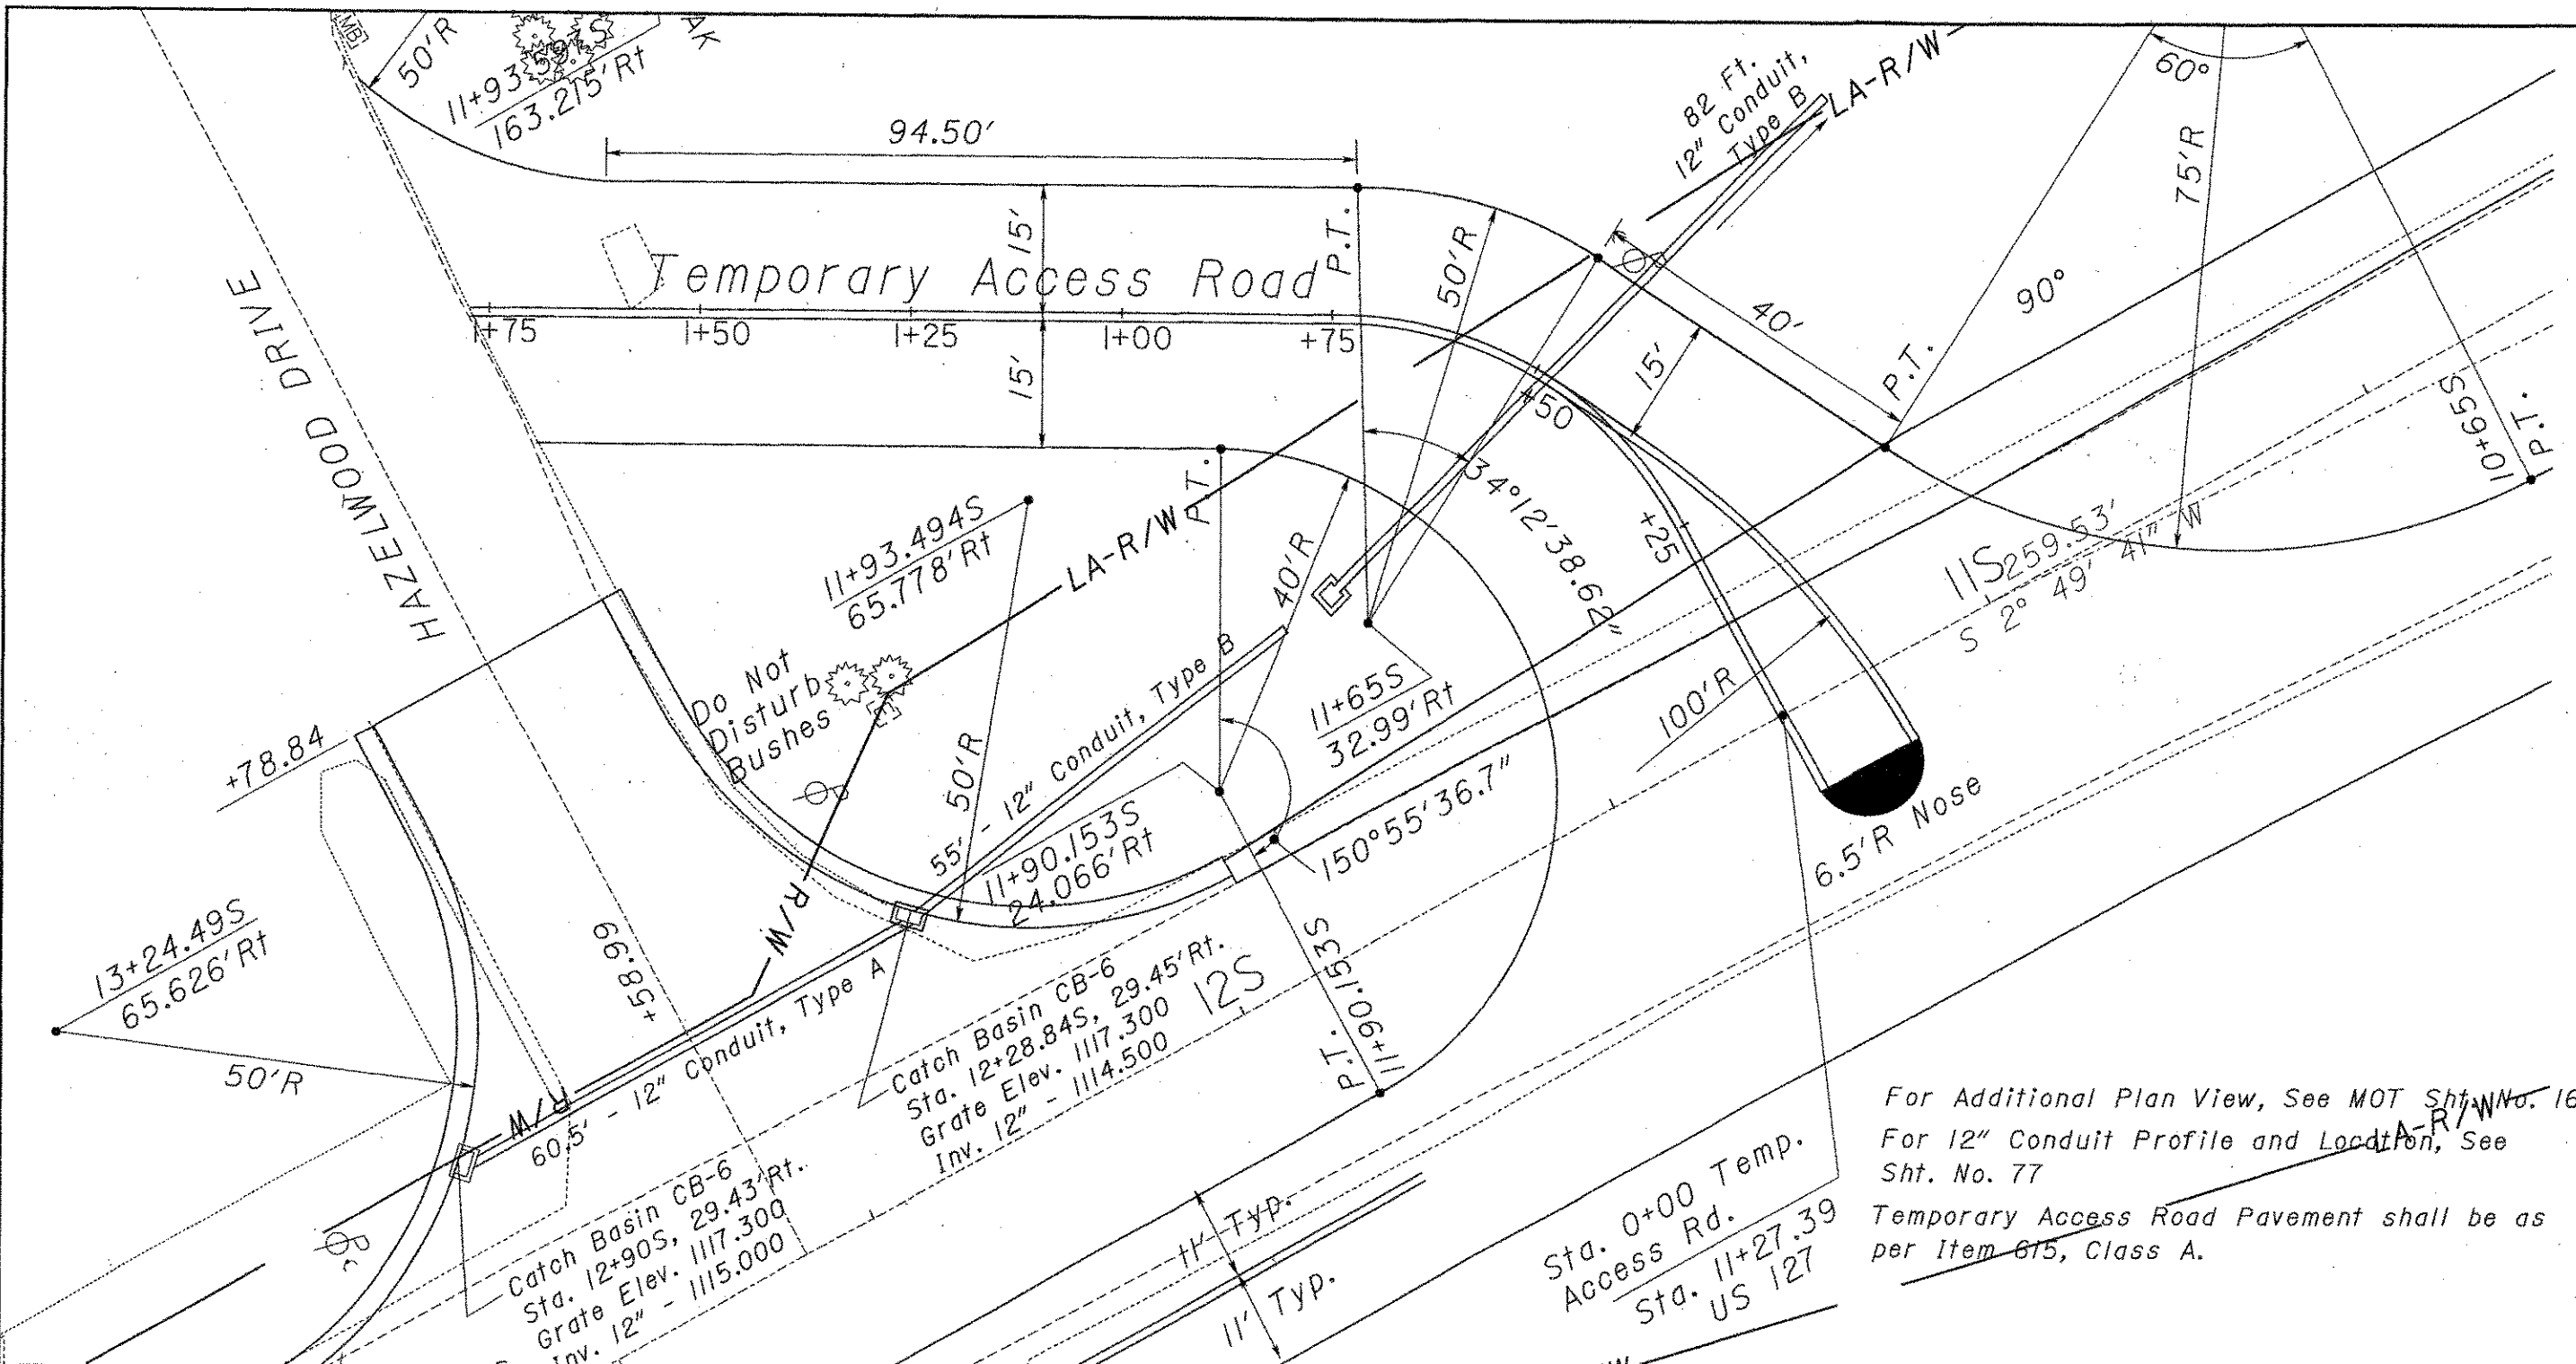 MB
50'R
11+93.597S
163.215'Rt
AK
94.50'
82 Ft.
12" Conduit,
Type B
LA-R/W
60°
75'R
15'
P.T.
50'R
Temporary Access Road
1+75
1+50
1+25
1+00
+75
15'
40'
15'
P.T.
90°
10+65S
P.T.
HAZELWOOD DRIVE
+50
P.T.
34°12'38.62"
11+93.494S
65.778'Rt
LA-R/W
40'R
+25
11S
259.53'
S 2° 49' 41" W
Do Not
Disturb
Bushes
E
11+65S
32.99'Rt
100'R
+78.84
50'R
55' - 12" Conduit, Type B
11+90.153S
24.066'Rt
150°55'36.7"
6.5'R Nose
13+24.49S
65.626'Rt
50'R
+58.99
R/W
60.5' - 12" Conduit, Type A
R/W
Catch Basin CB-6
Sta. 12+28.84S, 29.45'Rt.
Grate Elev. 1117.300
Inv. 12" - 1114.500
12S
P.T. 11+90.153S
Catch Basin CB-6
Sta. 12+90S, 29.43'Rt.
Grate Elev. 1117.300
Inv. 12" - 1115.000
11' Typ.
11' Typ.
Sta. 0+00 Temp.
Access Rd.
Sta. 11+27.39
US 127
For Additional Plan View, See MOT Sht. No. 16
For 12" Conduit Profile and Location, See
Sht. No. 77
LA-R/W
Temporary Access Road Pavement shall be as
per Item 615, Class A.